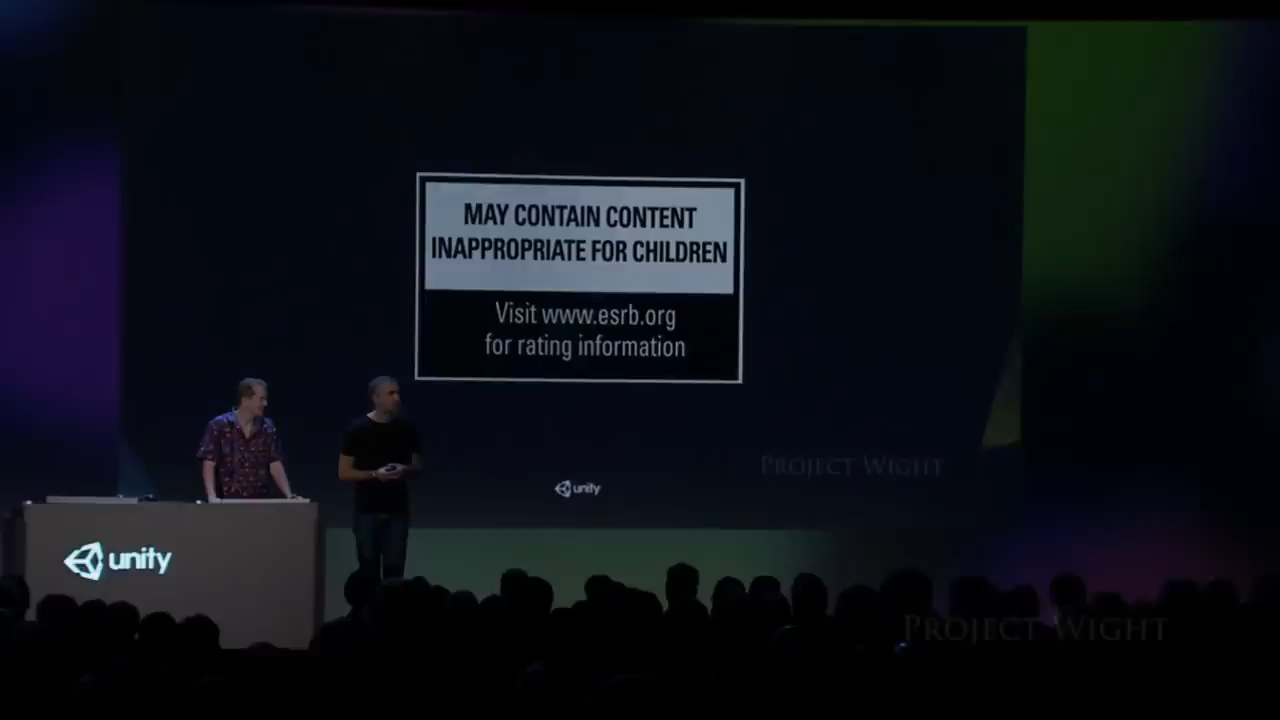 MAY CONTAIN CONTENT
INAPPROPRIATE FOR CHILDREN
Visit www.esrb.org
for rating information
PROJECT WIGHT
unity
unity
PROJECT WIGHT